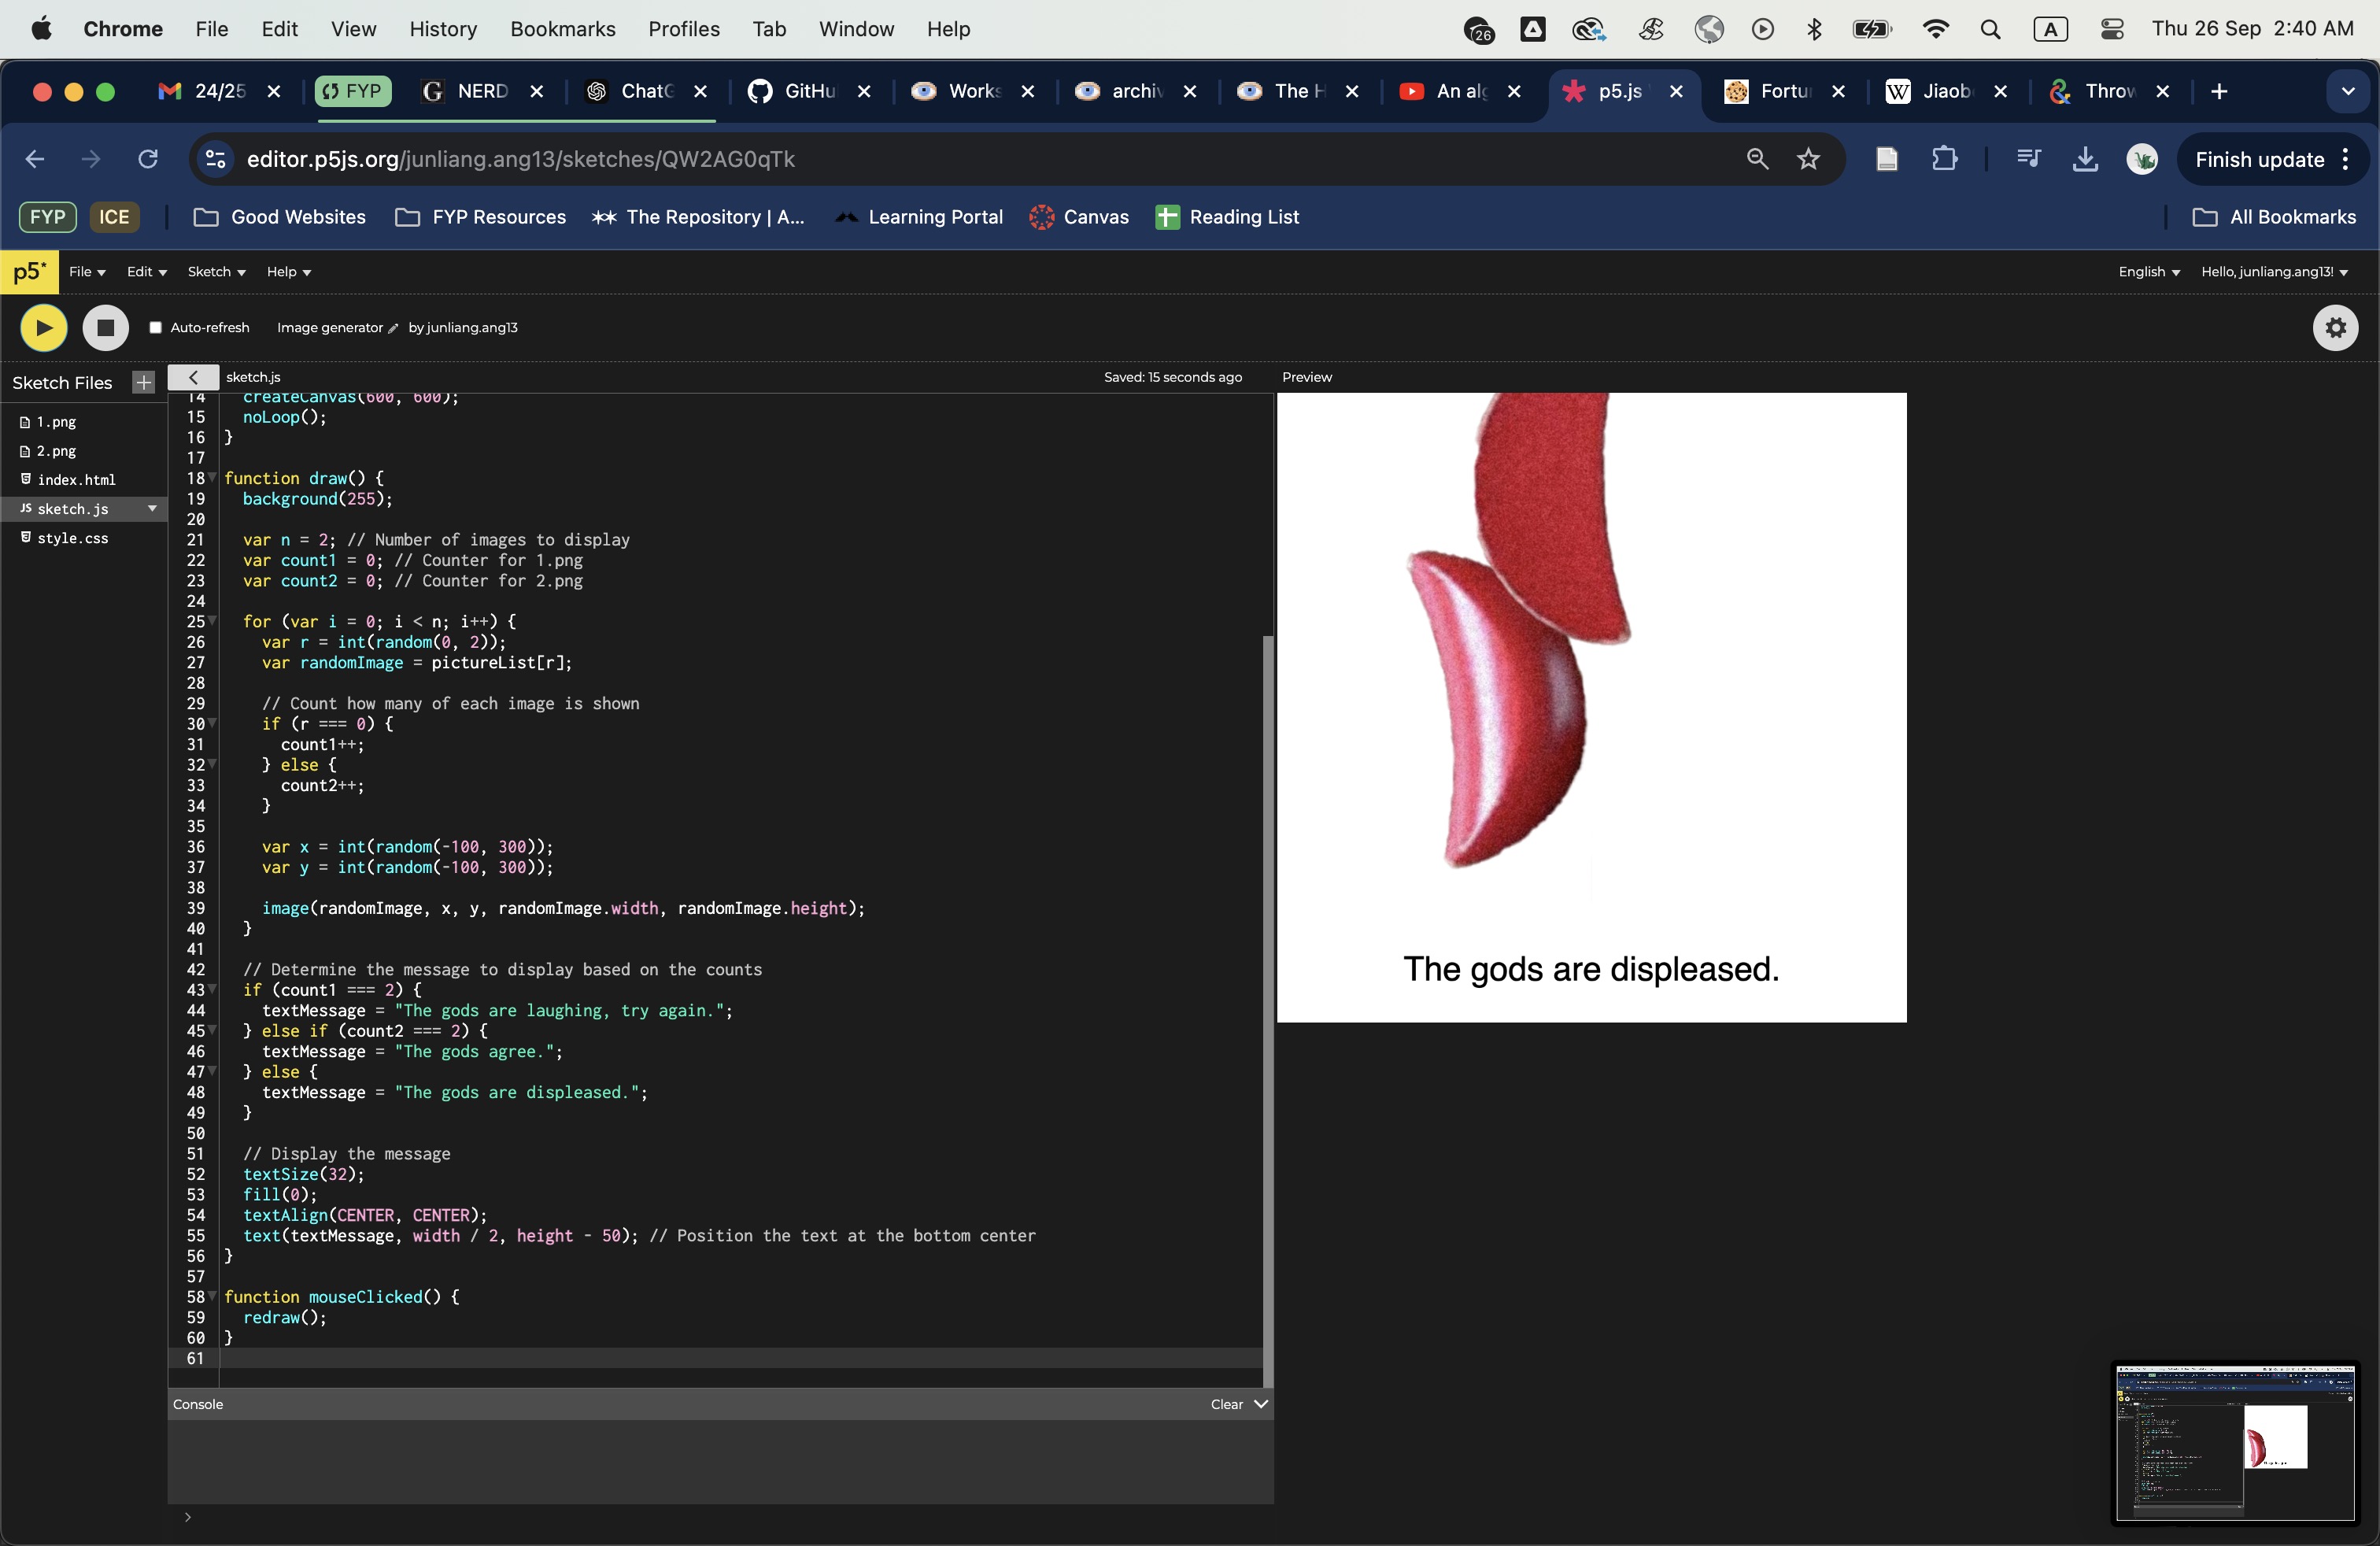 Chrome File Edit View History Bookmarks Profiles Tab Window Help 26 A Thu 26 Sep 2:40 AM
24/25 FYP NERD ChatG GitHu Works archiv The H An alg p5.js Fortu Jiaob Throw
editor.p5js.org/junliang.ang13/sketches/QW2AG0qTk Finish update
FYP ICE Good Websites FYP Resources The Repository | A... Learning Portal Canvas Reading List All Bookmarks
p5* File Edit Sketch Help English Hello, junliang.ang13!
Auto-refresh Image generator by junliang.ang13
Sketch Files + sketch.js Saved: 15 seconds ago Preview
1.png
2.png
index.html
JS sketch.js
style.css
14 createCanvas(600, 600);
15 noLoop();
16 }
17
18 function draw() {
19 background(255);
20
21 var n = 2; // Number of images to display
22 var count1 = 0; // Counter for 1.png
23 var count2 = 0; // Counter for 2.png
24
25 for (var i = 0; i < n; i++) {
26 var r = int(random(0, 2));
27 var randomImage = pictureList[r];
28
29 // Count how many of each image is shown
30 if (r === 0) {
31 count1++;
32 } else {
33 count2++;
34 }
35
36 var x = int(random(-100, 300));
37 var y = int(random(-100, 300));
38
39 image(randomImage, x, y, randomImage.width, randomImage.height);
40 }
41
42 // Determine the message to display based on the counts
43 if (count1 === 2) {
44 textMessage = "The gods are laughing, try again.";
45 } else if (count2 === 2) {
46 textMessage = "The gods agree.";
47 } else {
48 textMessage = "The gods are displeased.";
49 }
50
51 // Display the message
52 textSize(32);
53 fill(0);
54 textAlign(CENTER, CENTER);
55 text(textMessage, width / 2, height - 50); // Position the text at the bottom center
56 }
57
58 function mouseClicked() {
59 redraw();
60 }
61
The gods are displeased.
Console Clear
>